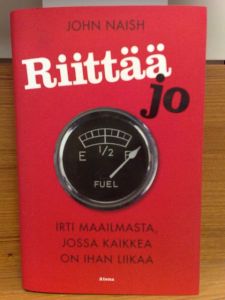 JOHN NAISH
Riittää
jo
E 1/2 F
FUEL
IRTI MAAILMASTA,
JOSSA KAIKKEA
ON IHAN LIIKAA
Atena